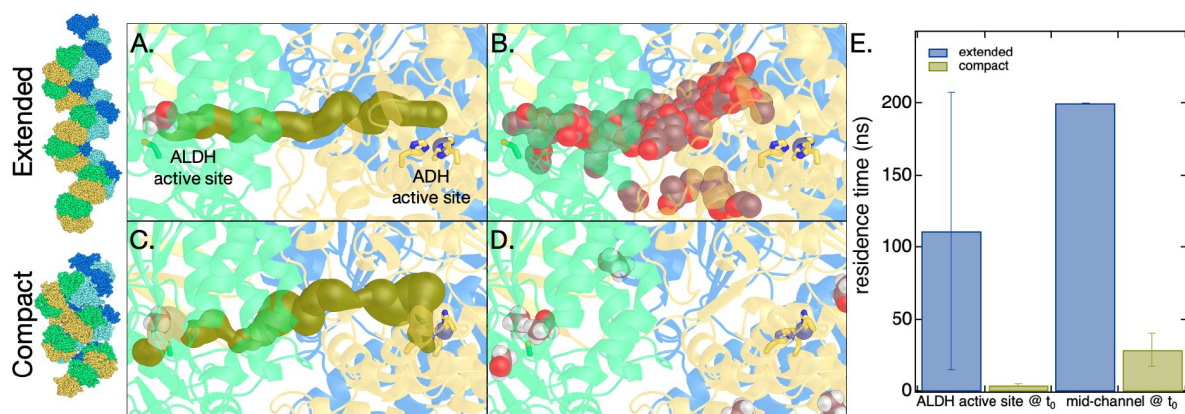 Extended
Compact
A.
ALDH
active site
ADH
active site
B.
C.
D.
E.
extended
compact
residence time (ns)
200
150
100
50
0
ALDH active site @ t₀
mid-channel @ t₀